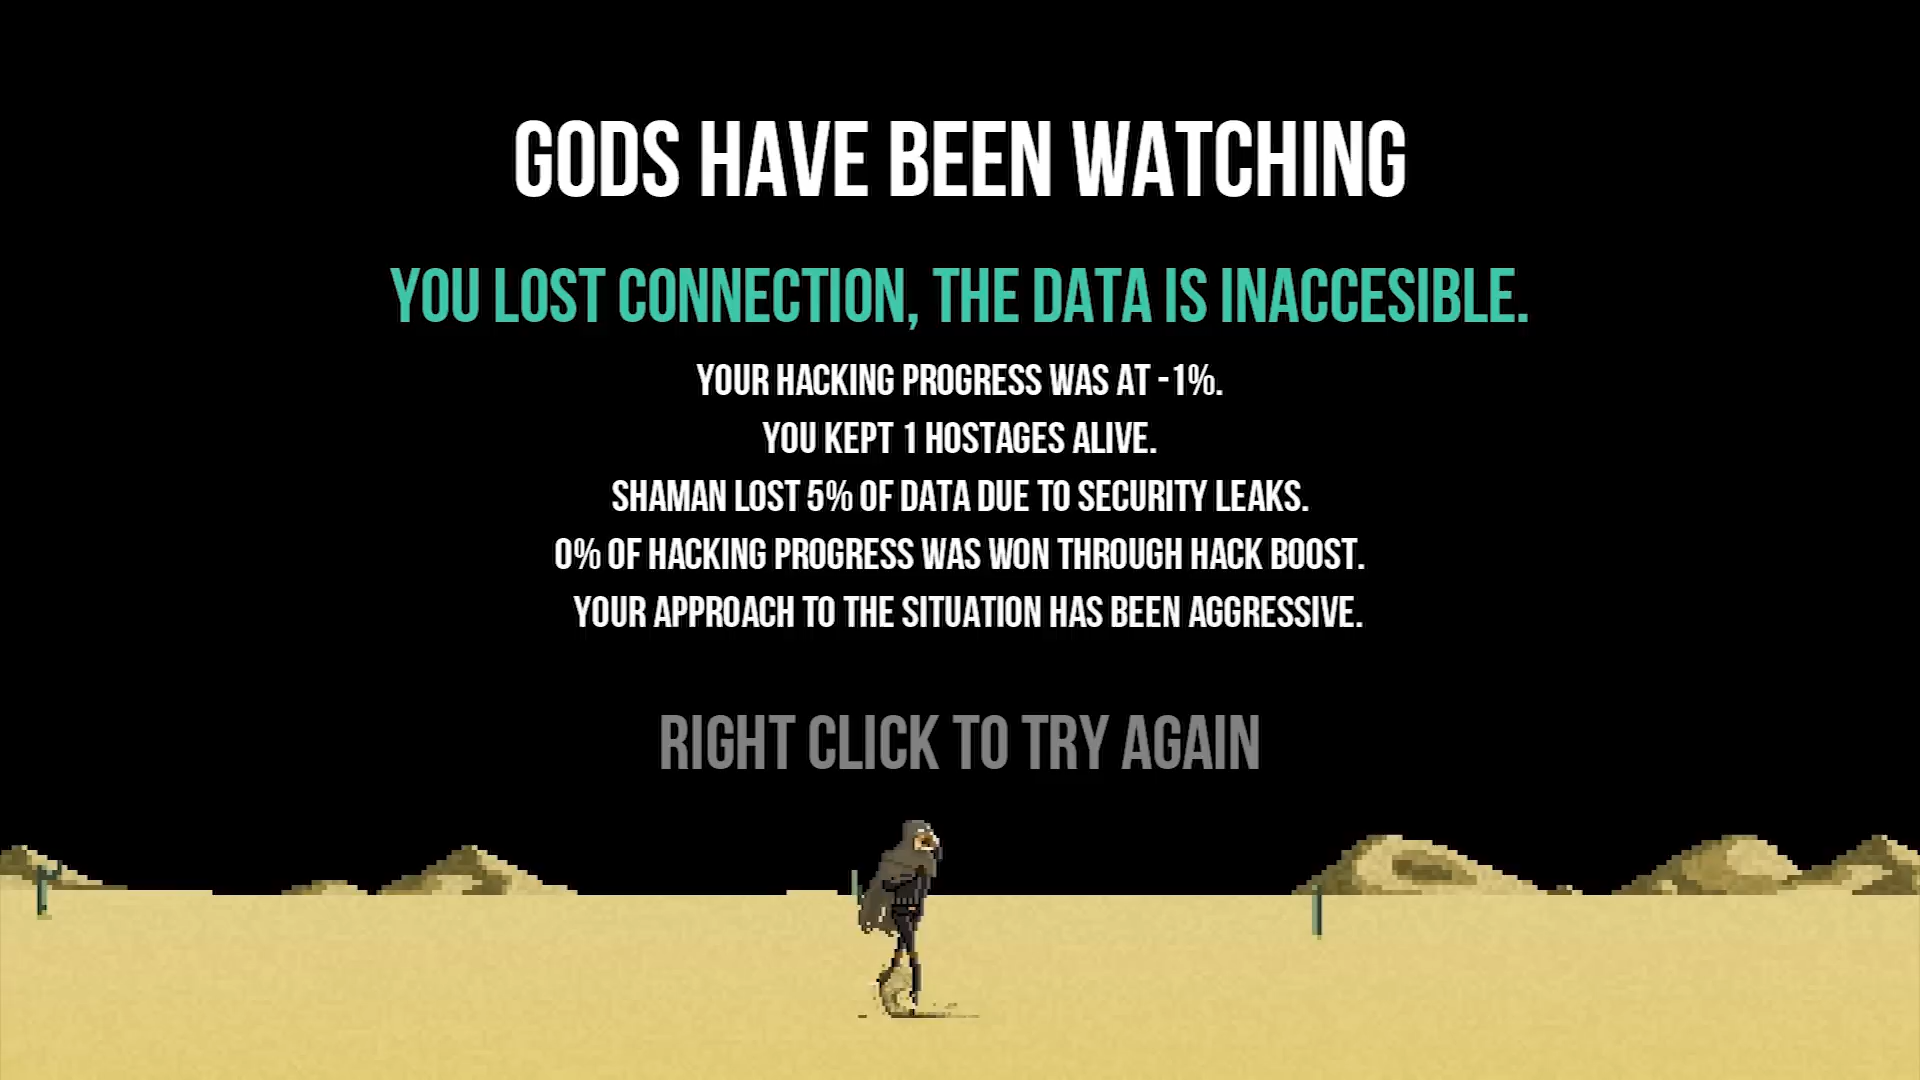 GODS HAVE BEEN WATCHING
YOU LOST CONNECTION, THE DATA IS INACCESIBLE.
YOUR HACKING PROGRESS WAS AT -1%.
YOU KEPT 1 HOSTAGES ALIVE.
SHAMAN LOST 5% OF DATA DUE TO SECURITY LEAKS.
0% OF HACKING PROGRESS WAS WON THROUGH HACK BOOST.
YOUR APPROACH TO THE SITUATION HAS BEEN AGGRESSIVE.
RIGHT CLICK TO TRY AGAIN